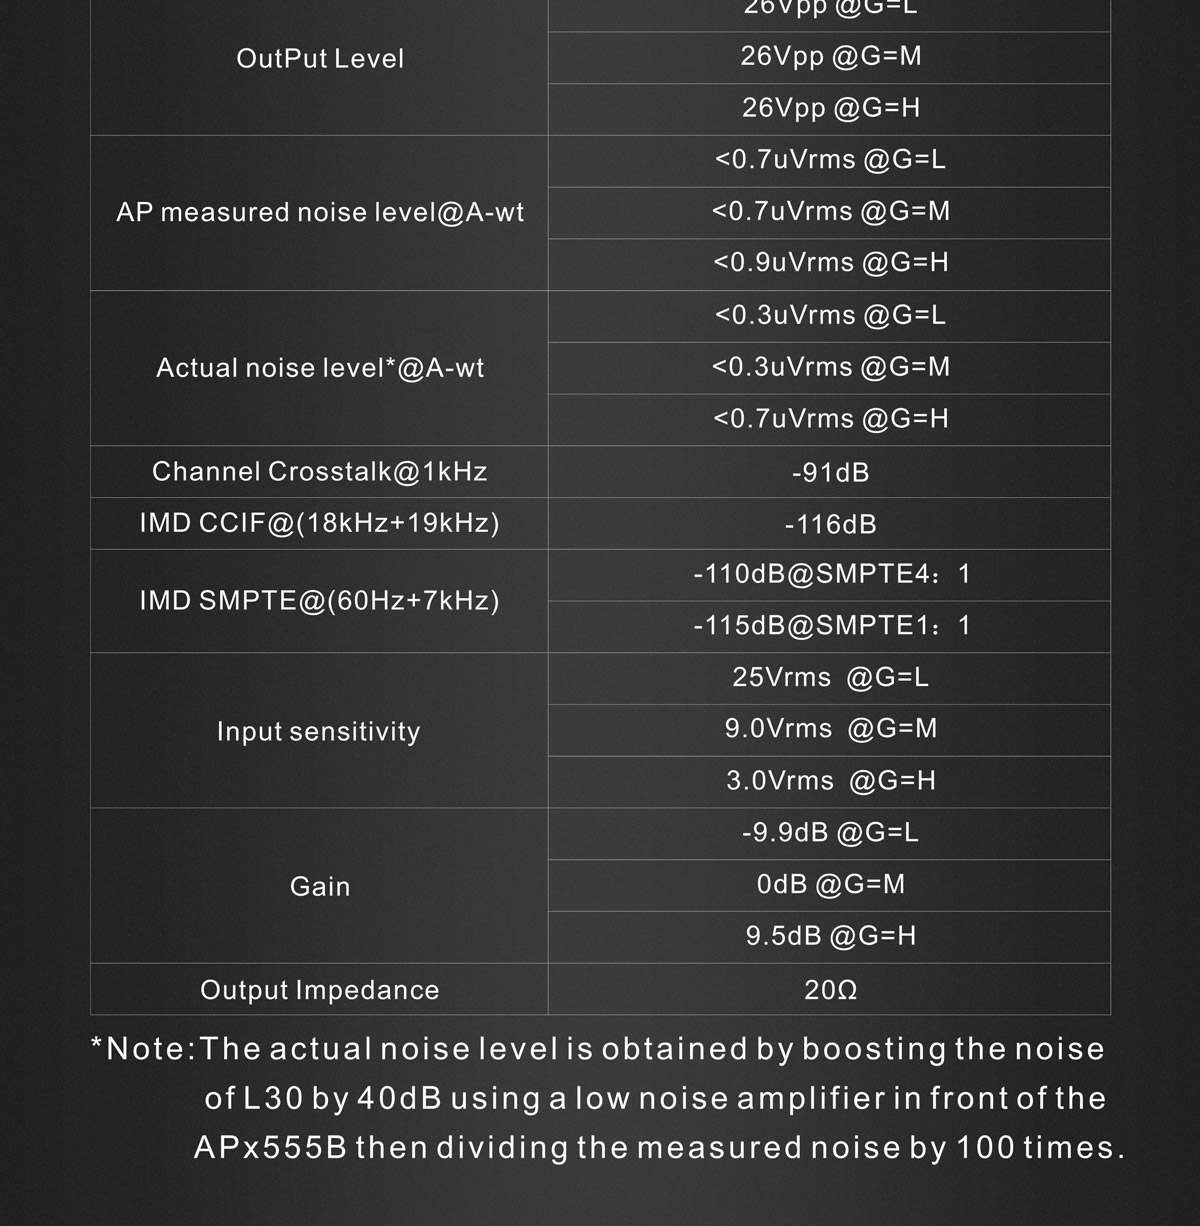 26Vpp @G=L
OutPut Level
26Vpp @G=M
26Vpp @G=H
AP measured noise level@A-wt
<0.7uVrms @G=L
<0.7uVrms @G=M
<0.9uVrms @G=H
Actual noise level*@A-wt
<0.3uVrms @G=L
<0.3uVrms @G=M
<0.7uVrms @G=H
Channel Crosstalk@1kHz
-91dB
IMD CCIF@(18kHz+19kHz)
-116dB
IMD SMPTE@(60Hz+7kHz)
-110dB@SMPTE4：1
-115dB@SMPTE1：1
Input sensitivity
25Vrms @G=L
9.0Vrms @G=M
3.0Vrms @G=H
Gain
-9.9dB @G=L
0dB @G=M
9.5dB @G=H
Output Impedance
20Ω
*Note:The actual noise level is obtained by boosting the noise
of L30 by 40dB using a low noise amplifier in front of the
APx555B then dividing the measured noise by 100 times.